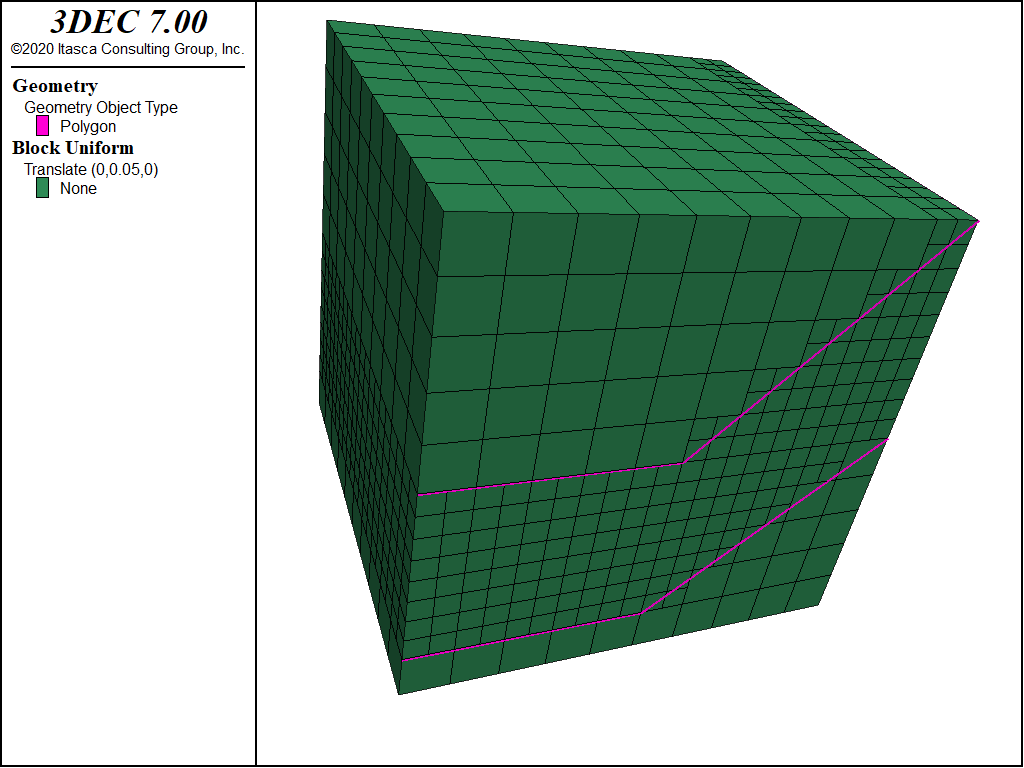 3DEC 7.00
©2020 Itasca Consulting Group, Inc.
Geometry
Geometry Object Type
Polygon
Block Uniform
Translate (0,0.05,0)
None